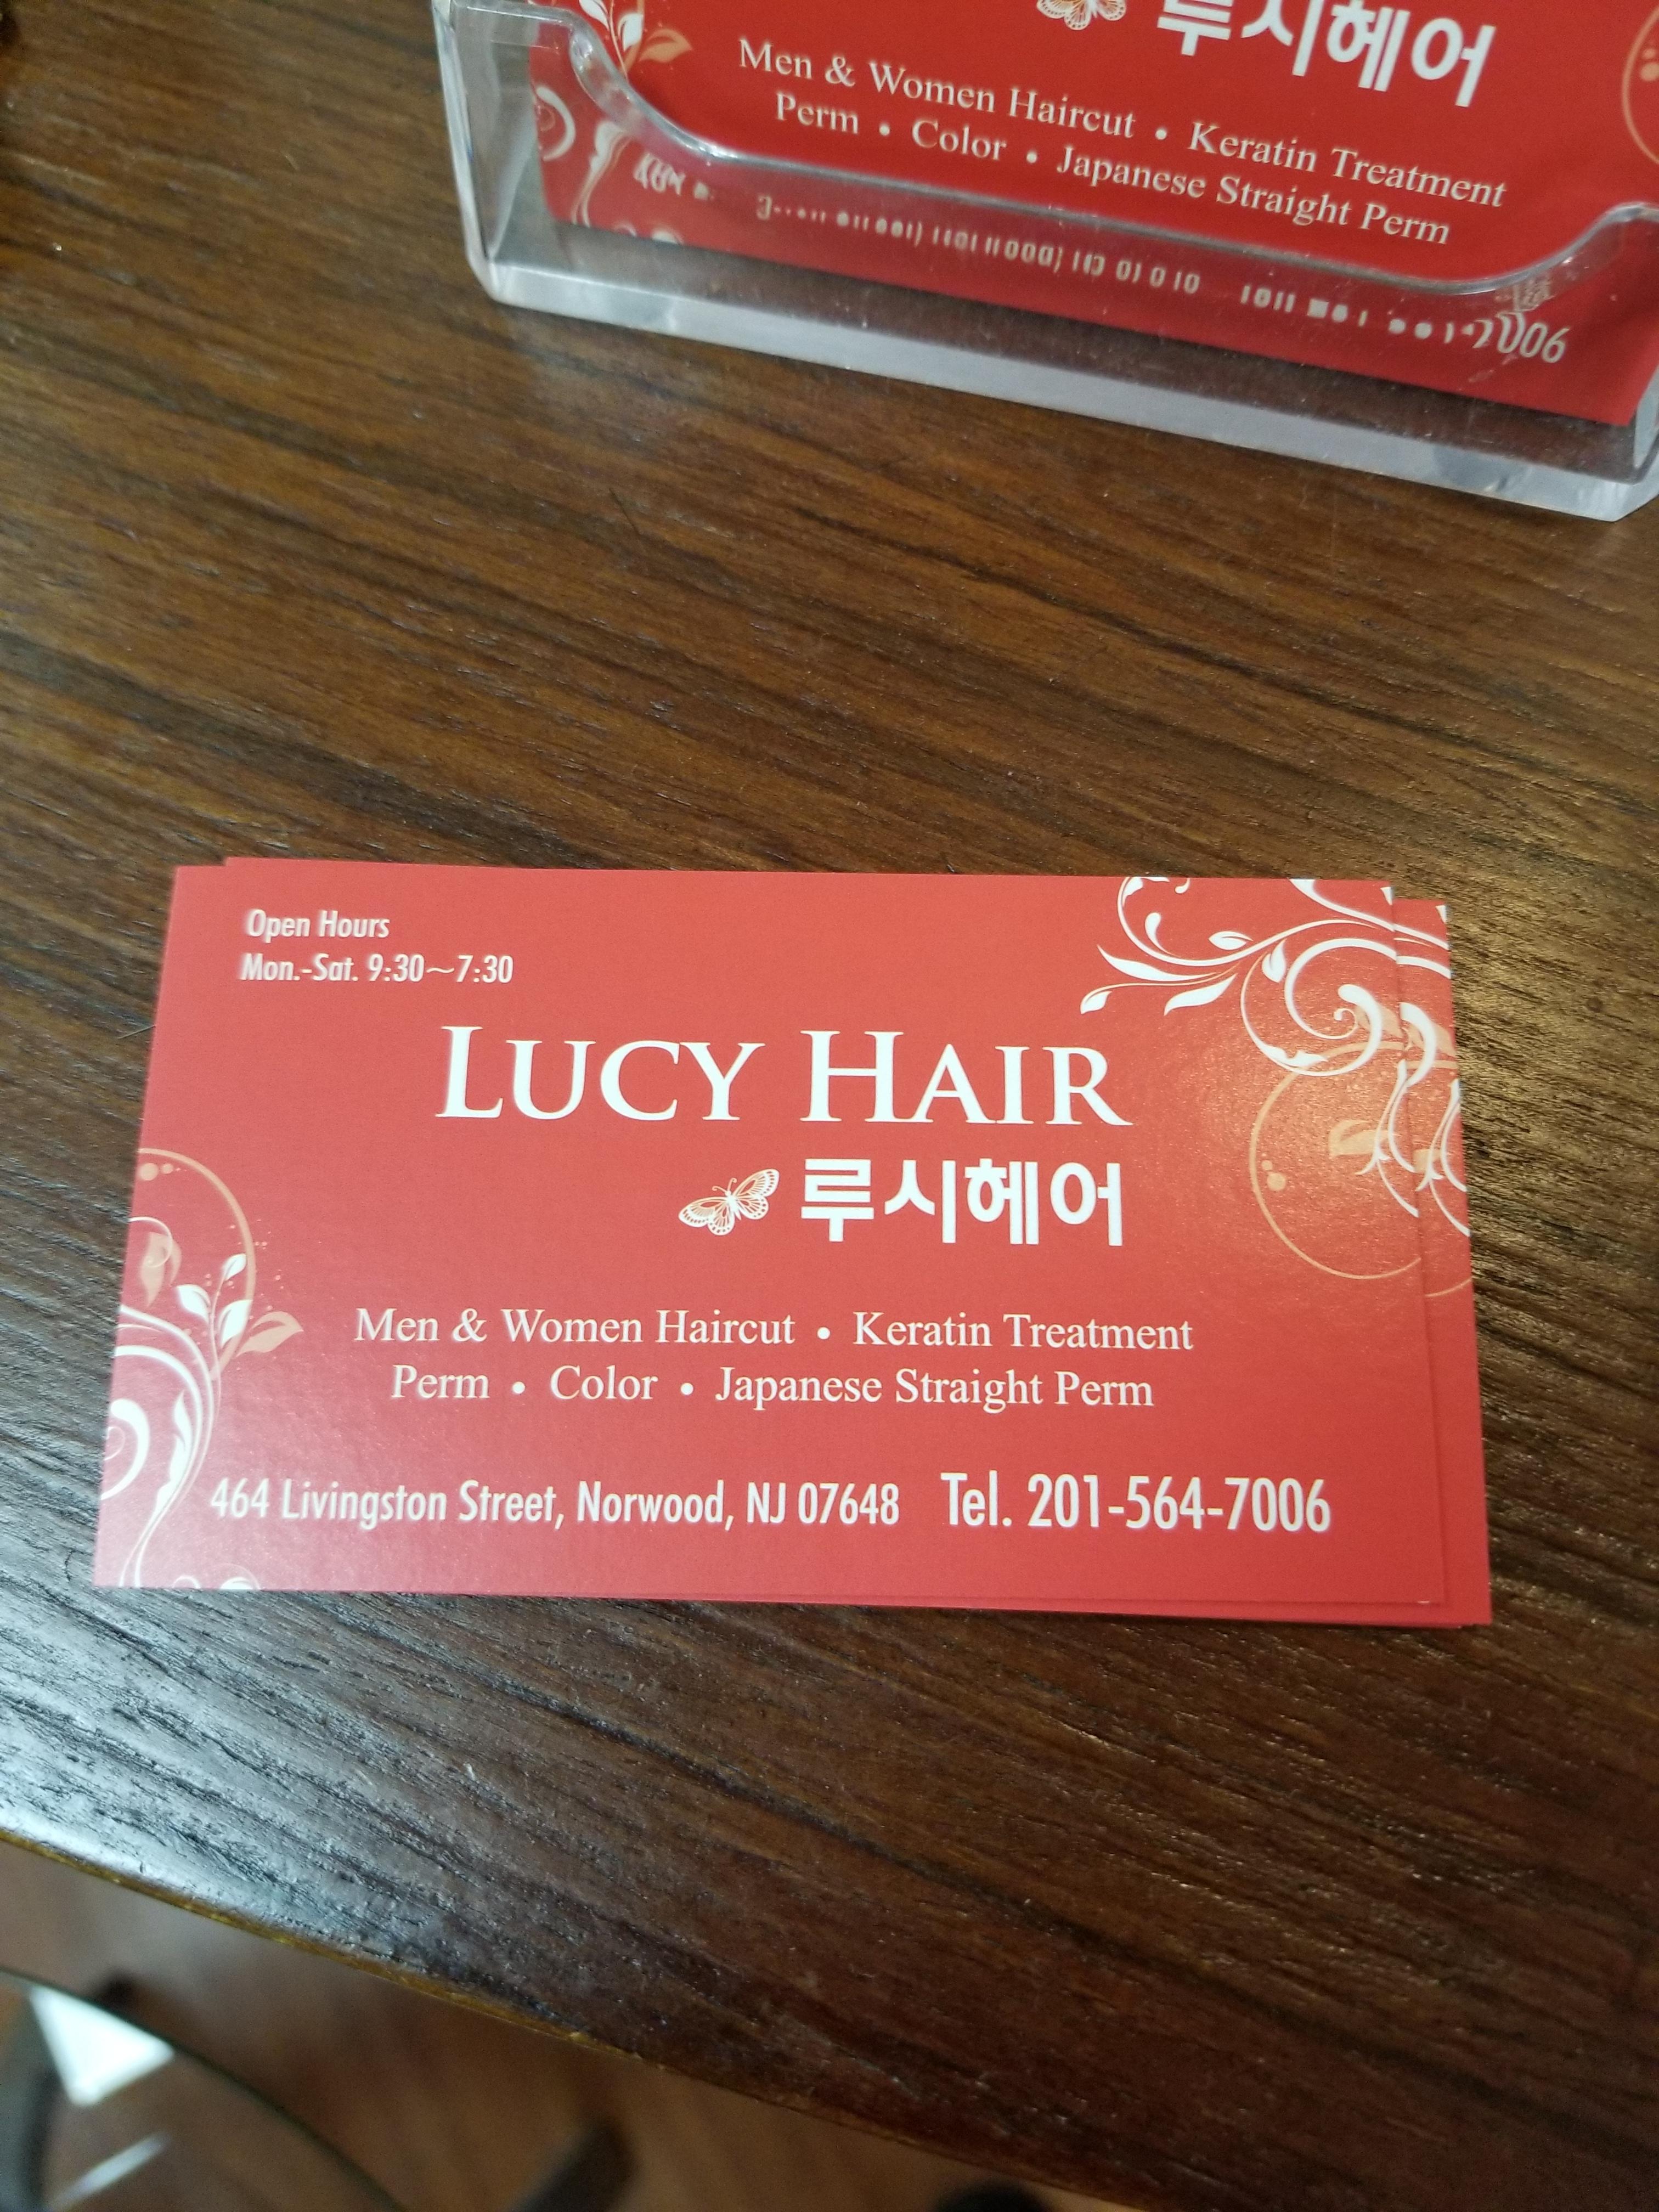 루시헤어
Men & Women Haircut • Keratin Treatment
Perm • Color • Japanese Straight Perm
7006
Open Hours
Mon.-Sat. 9:30~7:30
LUCY HAIR
루시헤어
Men & Women Haircut • Keratin Treatment
Perm • Color • Japanese Straight Perm
464 Livingston Street, Norwood, NJ 07648 Tel. 201-564-7006